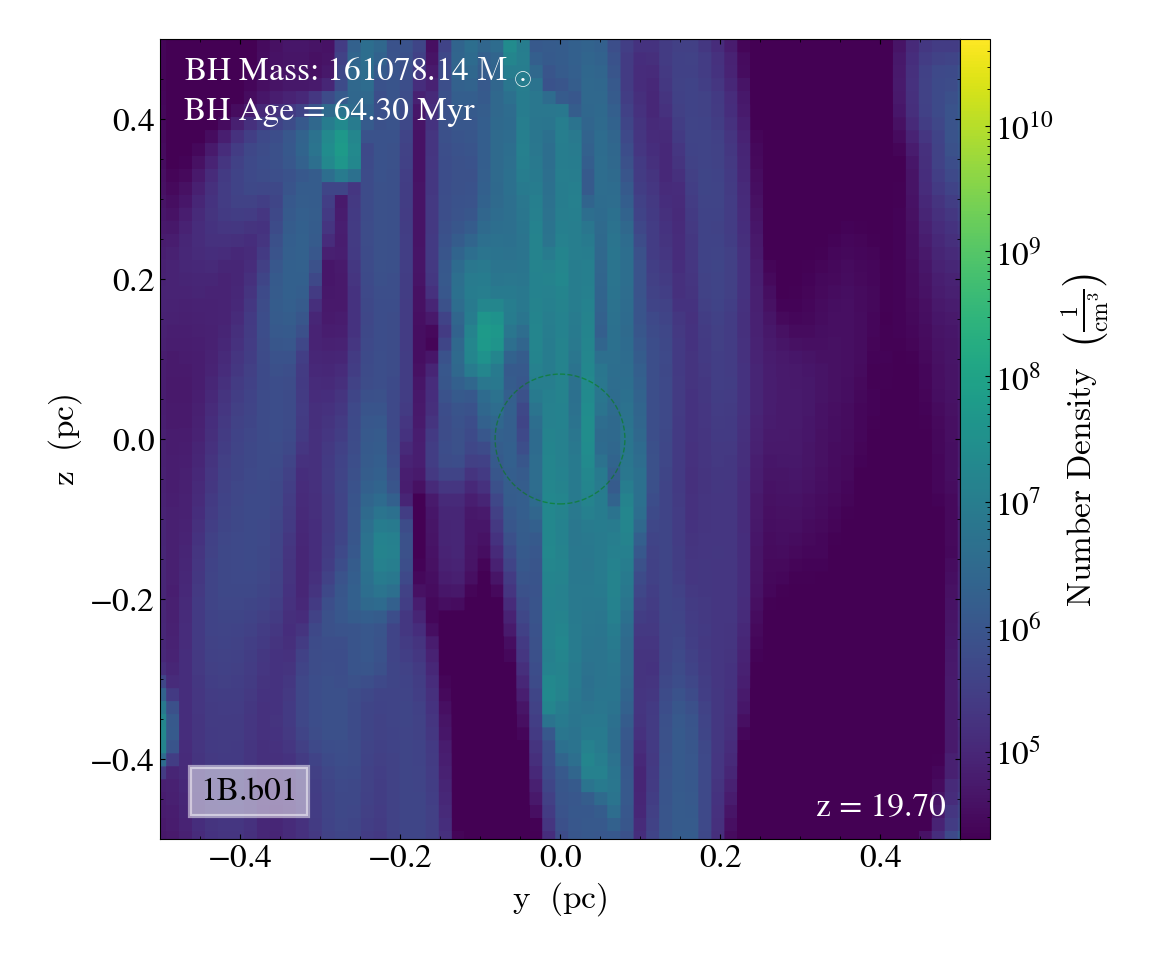 BH Mass: 161078.14 M⊙
BH Age = 64.30 Myr
0.4
0.2
0.0
−0.2
−0.4
z (pc)
1B.b01
z = 19.70
−0.4 −0.2 0.0 0.2 0.4
y (pc)
10¹⁰
10⁹
10⁸
10⁷
10⁶
10⁵
Number Density (1/cm³)